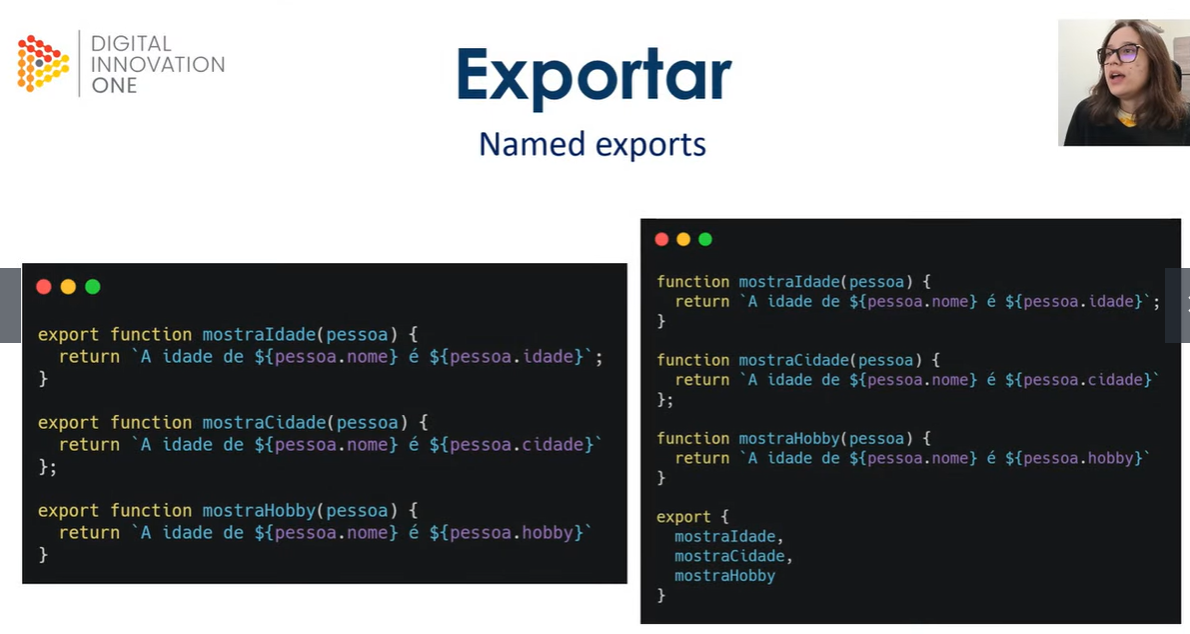 DIGITAL
INNOVATION
ONE
Exportar
Named exports
export function mostraIdade(pessoa) {
  return `A idade de ${pessoa.nome} é ${pessoa.idade}`;
}
export function mostraCidade(pessoa) {
  return `A idade de ${pessoa.nome} é ${pessoa.cidade}`
};
export function mostraHobby(pessoa) {
  return `A idade de ${pessoa.nome} é ${pessoa.hobby}`
}
function mostraIdade(pessoa) {
  return `A idade de ${pessoa.nome} é ${pessoa.idade}`;
}
function mostraCidade(pessoa) {
  return `A idade de ${pessoa.nome} é ${pessoa.cidade}`
};
function mostraHobby(pessoa) {
  return `A idade de ${pessoa.nome} é ${pessoa.hobby}`
}
export {
  mostraIdade,
  mostraCidade,
  mostraHobby
}